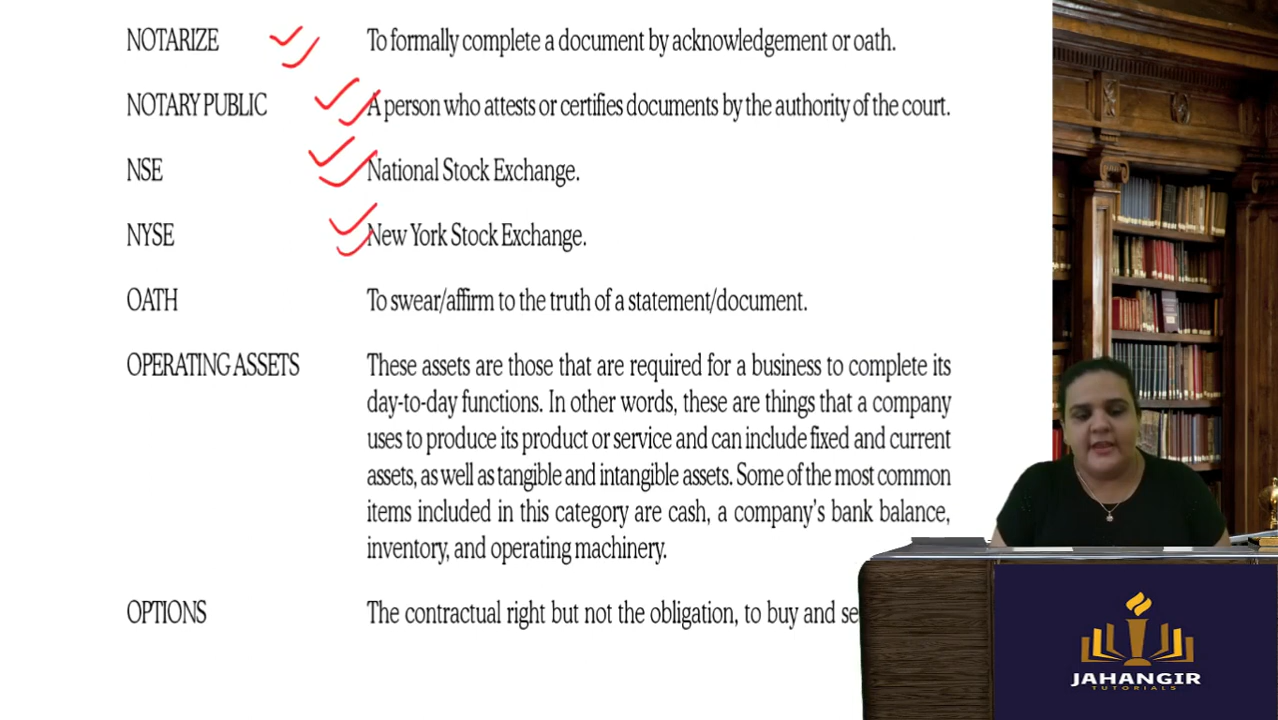 NOTARIZE To formally complete a document by acknowledgement or oath.
NOTARY PUBLIC A person who attests or certifies documents by the authority of the court.
NSE National Stock Exchange.
NYSE New York Stock Exchange.
OATH To swear/affirm to the truth of a statement/document.
OPERATING ASSETS These assets are those that are required for a business to complete its
day-to-day functions. In other words, these are things that a company
uses to produce its product or service and can include fixed and current
assets, as well as tangible and intangible assets. Some of the most common
items included in this category are cash, a company's bank balance,
inventory, and operating machinery.
OPTIONS The contractual right but not the obligation, to buy and
JAHANGIR
TUTORIALS